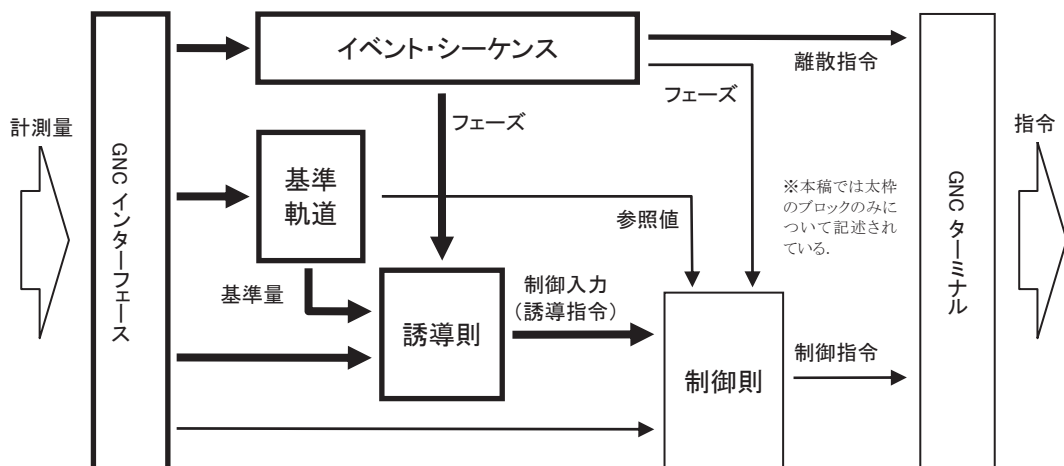 計測量
GNC インターフェース
イベント・シーケンス
離散指令
フェーズ
フェーズ
基準
軌道
参照値
※本稿では太枠
のブロックのみに
ついて記述され
ている.
基準量
誘導則
制御入力
(誘導指令)
制御則
制御指令
GNC ターミナル
指令